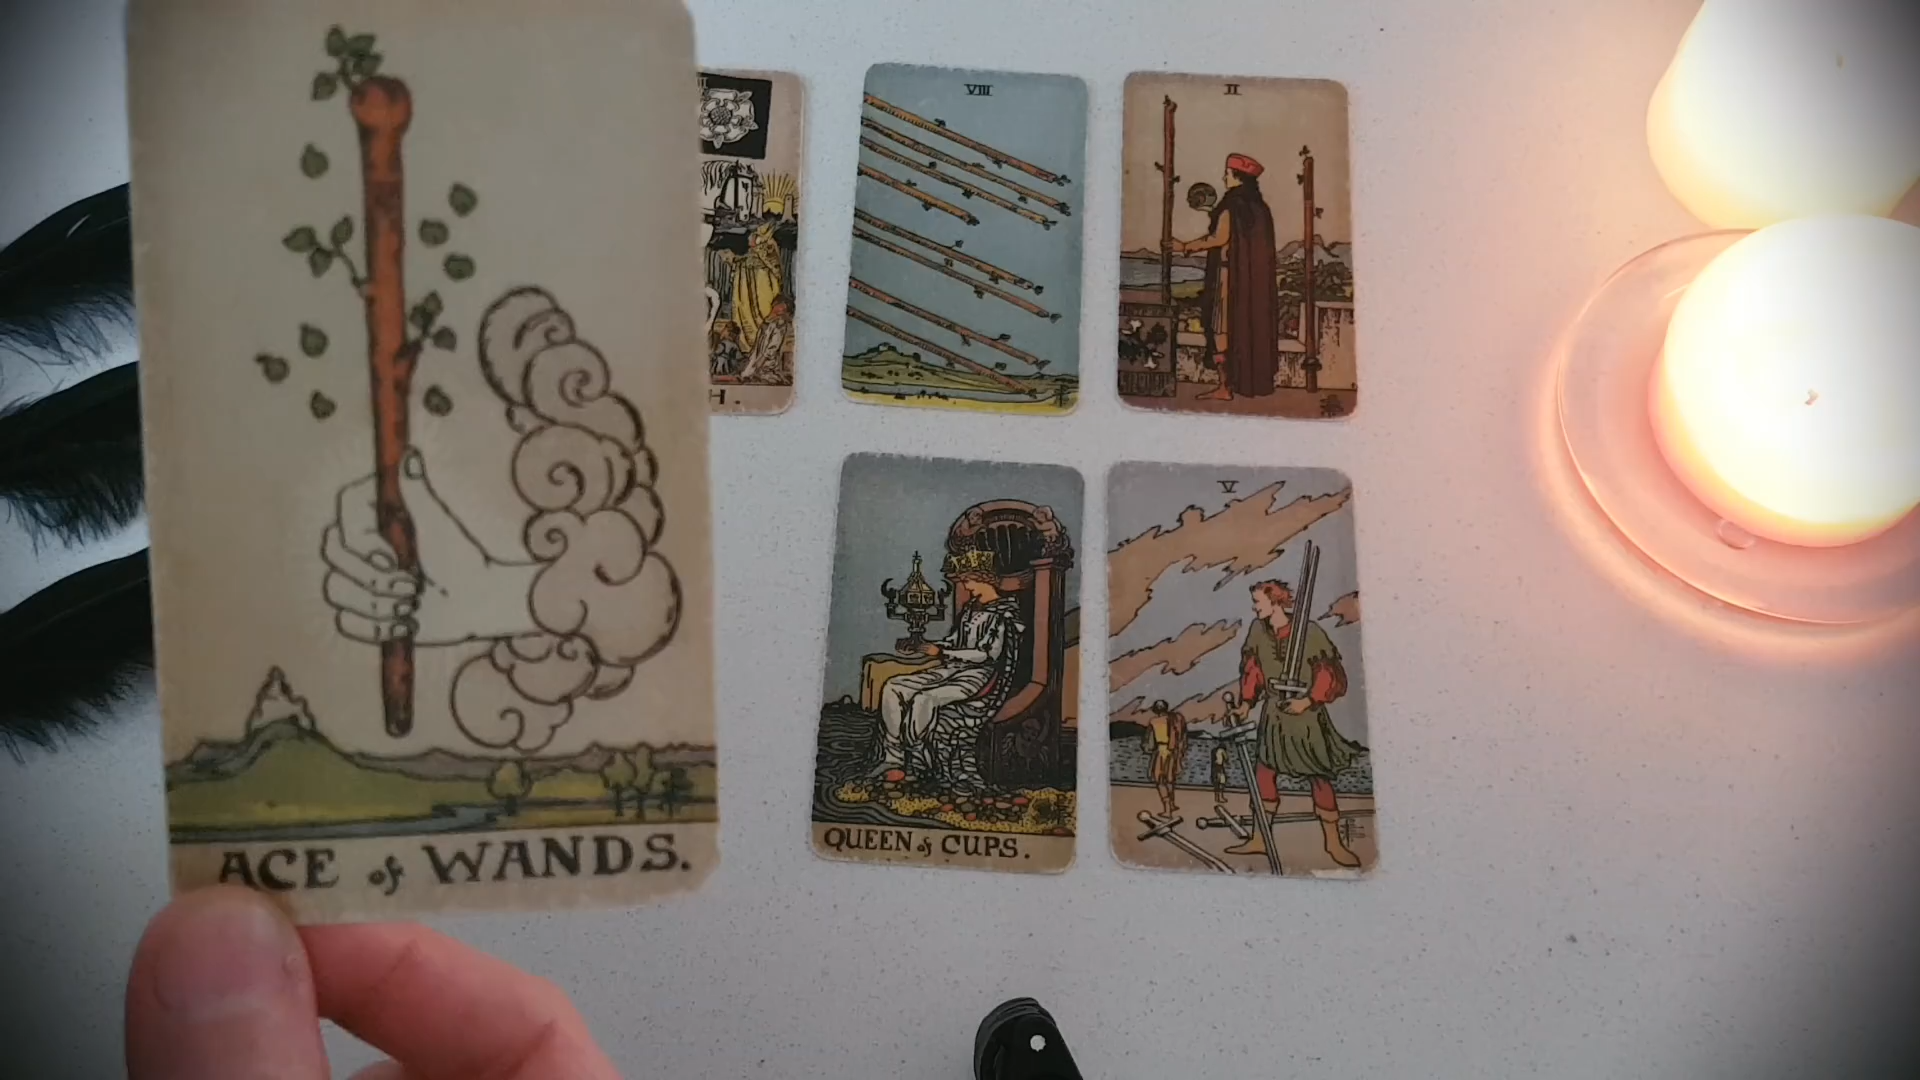 ACE of WANDS.
H.
VIII
II
QUEEN of CUPS.
V